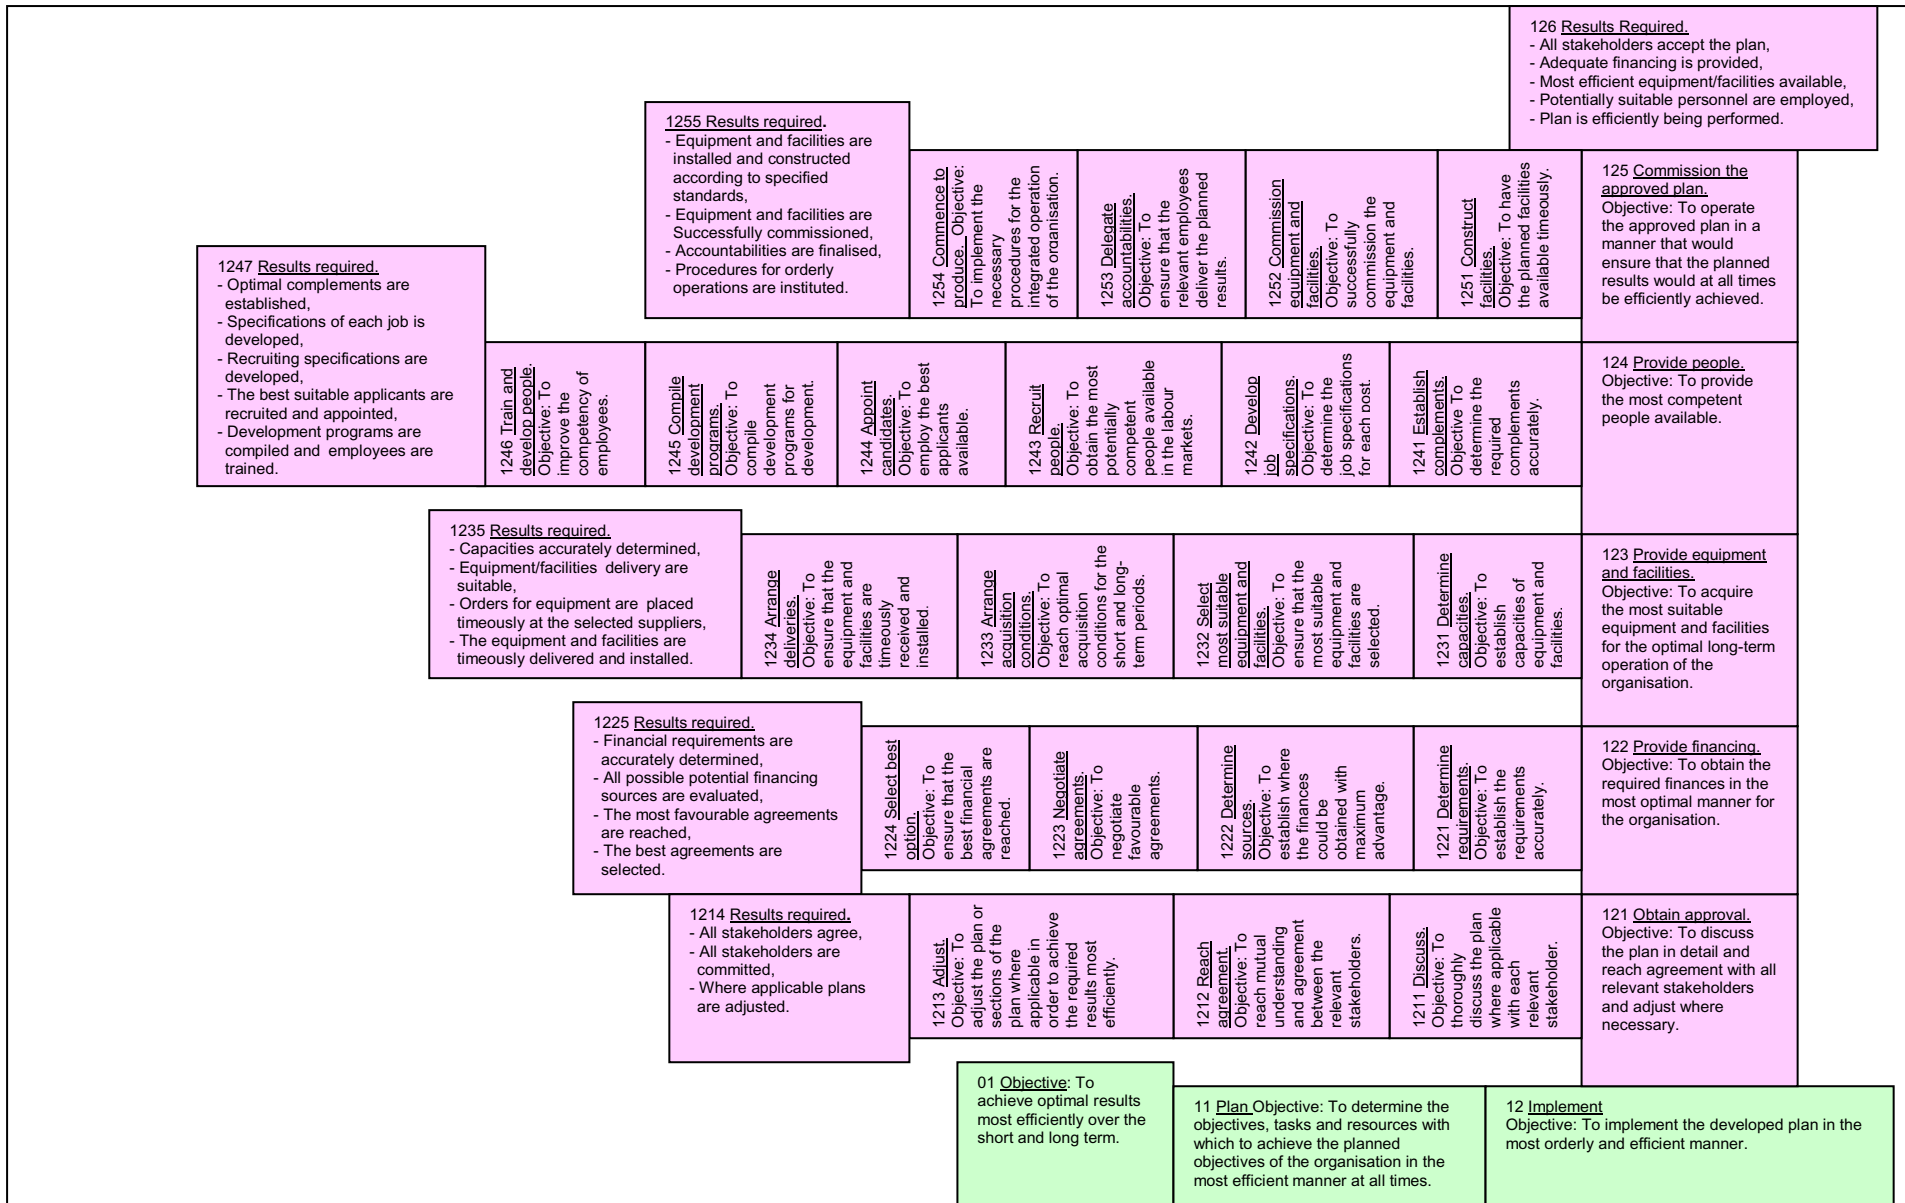 126 Results Required.
- All stakeholders accept the plan,
- Adequate financing is provided,
- Most efficient equipment/facilities available,
- Potentially suitable personnel are employed,
- Plan is efficiently being performed.
1255 Results required.
- Equipment and facilities are
installed and constructed
according to specified
standards,
- Equipment and facilities are
Successfully commissioned,
- Accountabilities are finalised,
- Procedures for orderly
operations are instituted.
1254 Commence to
produce. Objective:
To implement the
necessary
procedures for the
integrated operation
of the organisation.
1253 Delegate
accountabilities.
Objective: To
ensure that the
relevant employees
deliver the planned
results.
1252 Commission
equipment and
facilities.
Objective: To
successfully
commission the
equipment and
facilities.
1251 Construct
facilities.
Objective: To have
the planned facilities
available timeously.
125 Commission the
approved plan.
Objective: To operate
the approved plan in a
manner that would
ensure that the planned
results would at all times
be efficiently achieved.
1247 Results required.
- Optimal complements are
established,
- Specifications of each job is
developed,
- Recruiting specifications are
developed,
- The best suitable applicants are
recruited and appointed,
- Development programs are
compiled and employees are
trained.
1246 Train and
develop people.
Objective: To
improve the
competency of
employees.
1245 Compile
development
programs.
Objective: To
compile
development
programs for
development.
1244 Appoint
candidates.
Objective: To
employ the best
applicants
available.
1243 Recruit
people.
Objective: To
obtain the most
potentially
competent
people available
in the labour
markets.
1242 Develop
job
specifications.
Objective: To
determine the
job specifications
for each post.
1241 Establish
complements.
Objective To
determine the
required
complements
accurately.
124 Provide people.
Objective: To provide
the most competent
people available.
1235 Results required.
- Capacities accurately determined,
- Equipment/facilities delivery are
suitable,
- Orders for equipment are placed
timeously at the selected suppliers,
- The equipment and facilities are
timeously delivered and installed.
1234 Arrange
deliveries.
Objective: To
ensure that the
equipment and
facilities are
timeously
received and
installed.
1233 Arrange
acquisition
conditions.
Objective: To
reach optimal
acquisition
conditions for the
short and long-
term periods.
1232 Select
most suitable
equipment and
facilities.
Objective: To
ensure that the
most suitable
equipment and
facilities are
selected.
1231 Determine
capacities.
Objective: To
establish
capacities of
equipment and
facilities.
123 Provide equipment
and facilities.
Objective: To acquire
the most suitable
equipment and facilities
for the optimal long-term
operation of the
organisation.
1225 Results required.
- Financial requirements are
accurately determined,
- All possible potential financing
sources are evaluated,
- The most favourable agreements
are reached,
- The best agreements are
selected.
1224 Select best
option.
Objective: To
ensure that the
best financial
agreements are
reached.
1223 Negotiate
agreements.
Objective: To
negotiate
favourable
agreements.
1222 Determine
sources.
Objective: To
establish where
the finances
could be
obtained with
maximum
advantage.
1221 Determine
requirements.
Objective: To
establish the
requirements
accurately.
122 Provide financing.
Objective: To obtain the
required finances in the
most optimal manner for
the organisation.
1214 Results required.
- All stakeholders agree,
- All stakeholders are
committed,
- Where applicable plans
are adjusted.
1213 Adjust.
Objective: To
adjust the plan or
sections of the
plan where
applicable in
order to achieve
the required
results most
efficiently.
1212 Reach
agreement.
Objective: To
reach mutual
understanding
and agreement
between the
relevant
stakeholders.
1211 Discuss.
Objective: To
thoroughly
discuss the plan
where applicable
with each
relevant
stakeholder.
121 Obtain approval.
Objective: To discuss
the plan in detail and
reach agreement with all
relevant stakeholders
and adjust where
necessary.
01 Objective: To
achieve optimal results
most efficiently over the
short and long term.
11 Plan Objective: To determine the
objectives, tasks and resources with
which to achieve the planned
objectives of the organisation in the
most efficient manner at all times.
12 Implement
Objective: To implement the developed plan in the
most orderly and efficient manner.